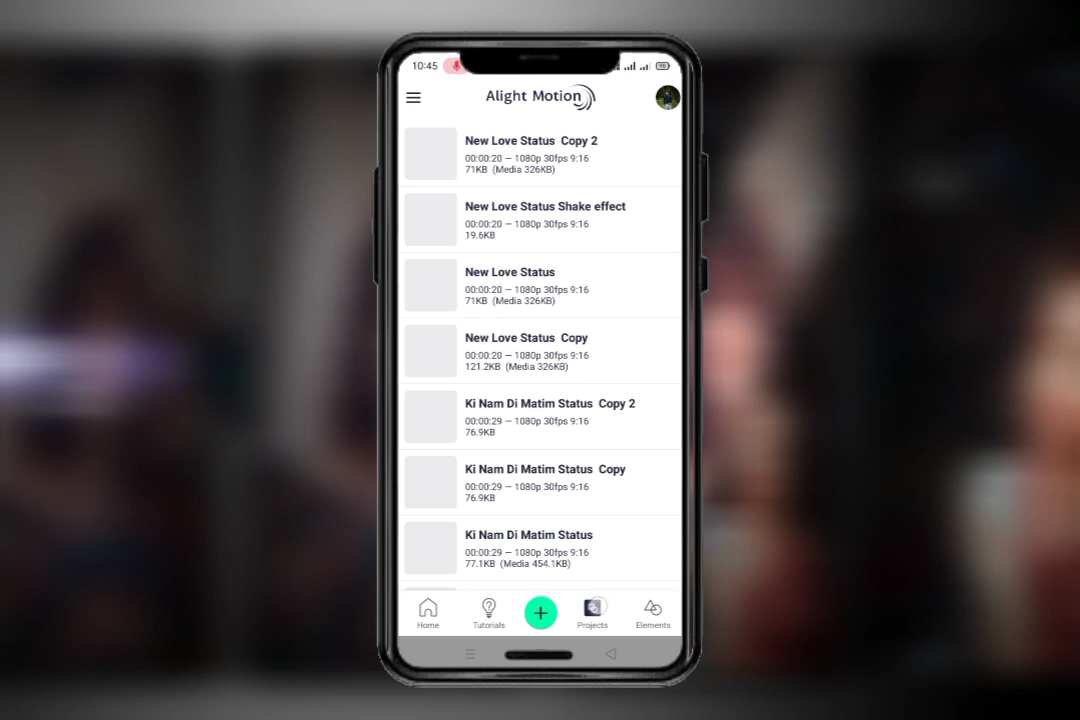 10:45
98
Alight Motion
New Love Status Copy 2
00:00:20 — 1080p 30fps 9:16
71KB (Media 326KB)
New Love Status Shake effect
00:00:20 — 1080p 30fps 9:16
19.6KB
New Love Status
00:00:20 — 1080p 30fps 9:16
71KB (Media 326KB)
New Love Status Copy
00:00:20 — 1080p 30fps 9:16
121.2KB (Media 326KB)
Ki Nam Di Matim Status Copy 2
00:00:29 — 1080p 30fps 9:16
76.9KB
Ki Nam Di Matim Status Copy
00:00:29 — 1080p 30fps 9:16
76.9KB
Ki Nam Di Matim Status
00:00:29 — 1080p 30fps 9:16
77.1KB (Media 454.1KB)
Home
Tutorials
Projects
Elements